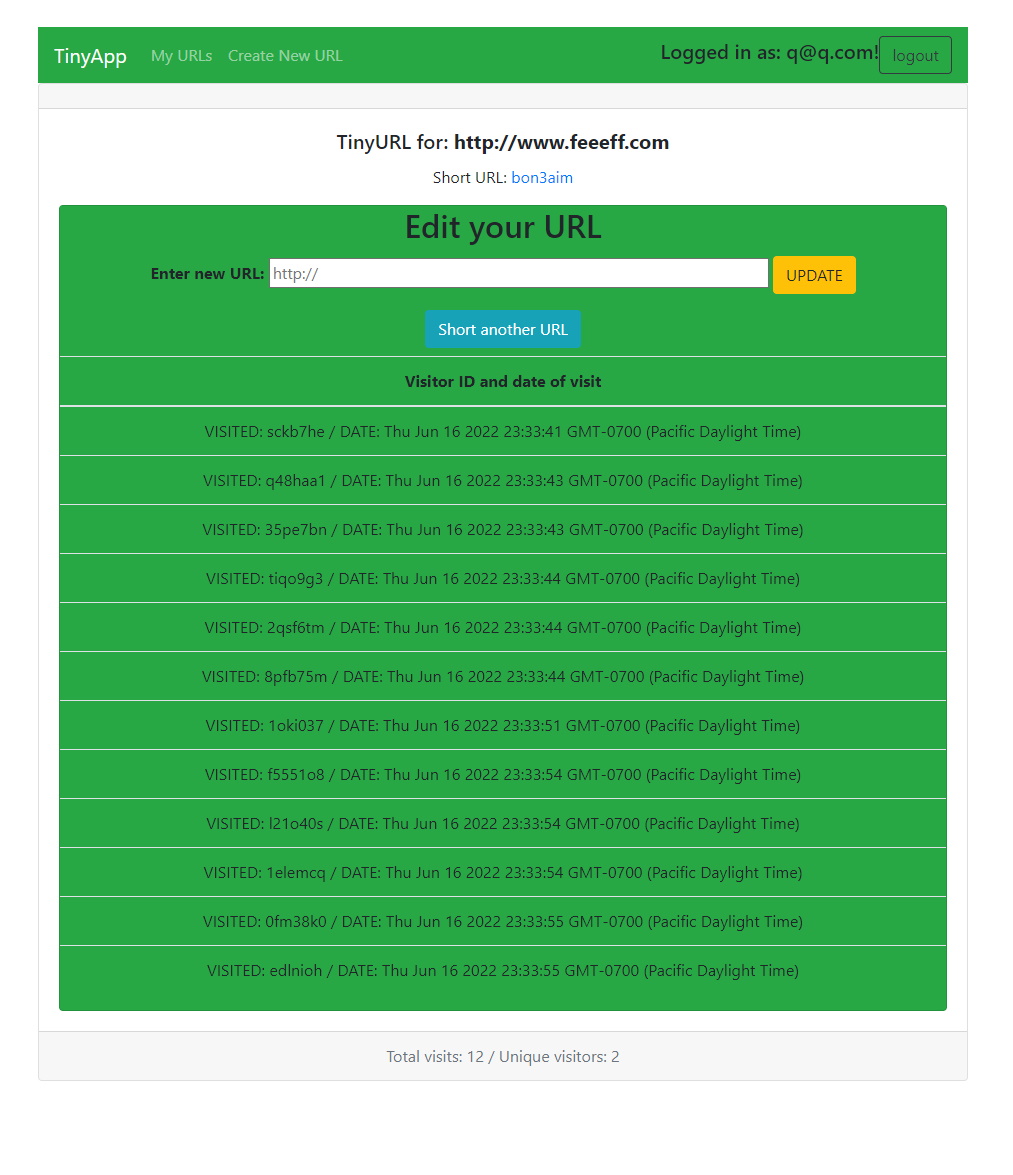 TinyApp My URLs Create New URL Logged in as: q@q.com! logout
TinyURL for: http://www.feeeff.com
Short URL: bon3aim
Edit your URL
Enter new URL: http:// UPDATE
Short another URL
Visitor ID and date of visit
VISITED: sckb7he / DATE: Thu Jun 16 2022 23:33:41 GMT-0700 (Pacific Daylight Time)
VISITED: q48haa1 / DATE: Thu Jun 16 2022 23:33:43 GMT-0700 (Pacific Daylight Time)
VISITED: 35pe7bn / DATE: Thu Jun 16 2022 23:33:43 GMT-0700 (Pacific Daylight Time)
VISITED: tiqo9g3 / DATE: Thu Jun 16 2022 23:33:44 GMT-0700 (Pacific Daylight Time)
VISITED: 2qsf6tm / DATE: Thu Jun 16 2022 23:33:44 GMT-0700 (Pacific Daylight Time)
VISITED: 8pfb75m / DATE: Thu Jun 16 2022 23:33:44 GMT-0700 (Pacific Daylight Time)
VISITED: 1oki037 / DATE: Thu Jun 16 2022 23:33:51 GMT-0700 (Pacific Daylight Time)
VISITED: f5551o8 / DATE: Thu Jun 16 2022 23:33:54 GMT-0700 (Pacific Daylight Time)
VISITED: l21o40s / DATE: Thu Jun 16 2022 23:33:54 GMT-0700 (Pacific Daylight Time)
VISITED: 1elemcq / DATE: Thu Jun 16 2022 23:33:54 GMT-0700 (Pacific Daylight Time)
VISITED: 0fm38k0 / DATE: Thu Jun 16 2022 23:33:55 GMT-0700 (Pacific Daylight Time)
VISITED: edlnioh / DATE: Thu Jun 16 2022 23:33:55 GMT-0700 (Pacific Daylight Time)
Total visits: 12 / Unique visitors: 2